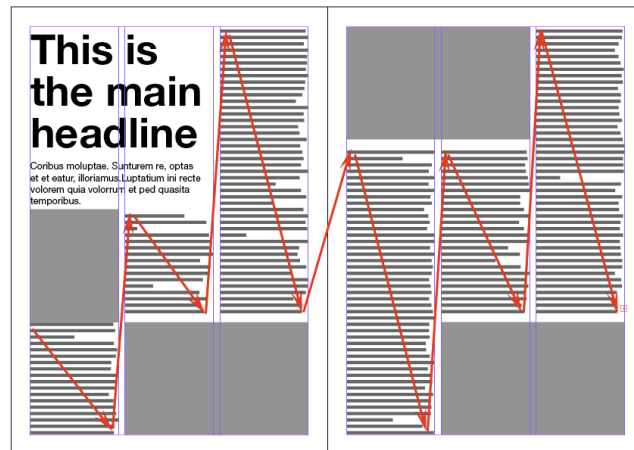 This is
the main
headline
Coribus moluptae. Sunturem re, optas
et et eatur, illoriamus.Luptatium ini recte
volorem quia volorrum et ped quasita
temporibus.